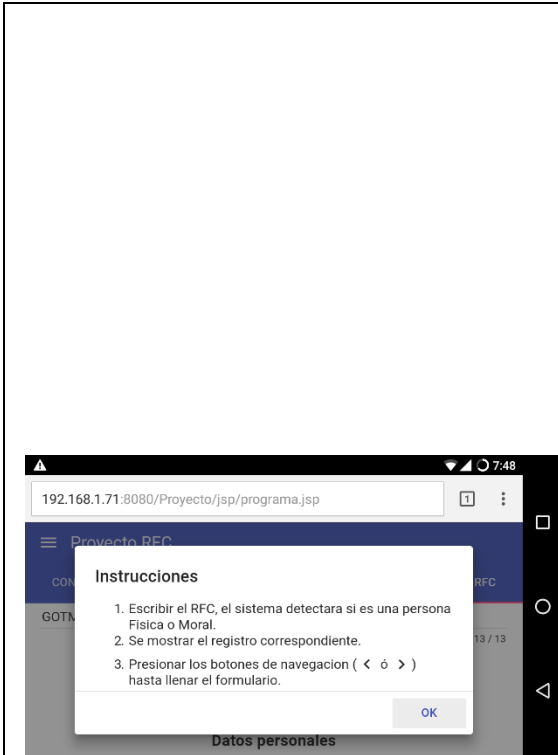 7:48
192.168.1.71:8080/Proyecto/jsp/programa.jsp
1
Proyecto RFC
CON
RFC
GOTM
13 / 13
Instrucciones
1. Escribir el RFC, el sistema detectara si es una persona
Fisica o Moral.
2. Se mostrar el registro correspondiente.
3. Presionar los botones de navegacion ( < ó > )
hasta llenar el formulario.
OK
Datos personales